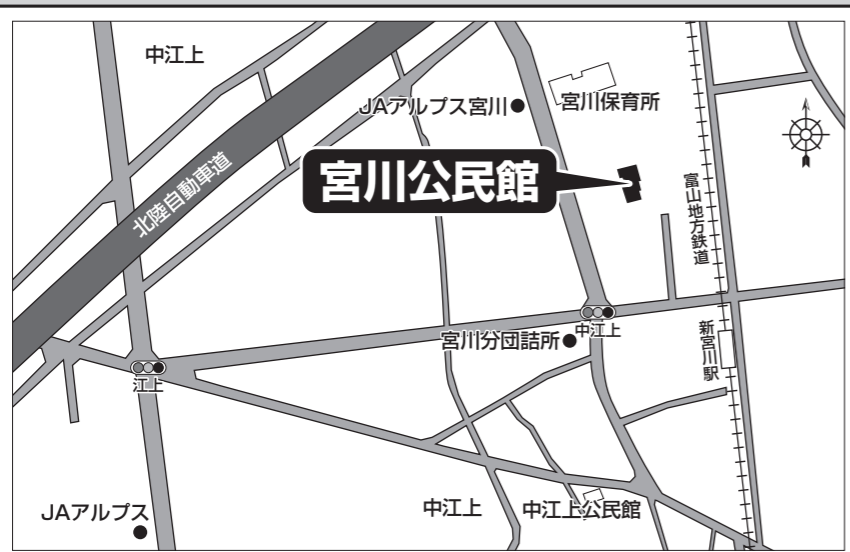 中江上
JAアルプス宮川
宮川保育所
宮川公民館
北陸自動車道
富山地方鉄道
中江上
宮川分団詰所
新宮川駅
江上
JAアルプス
中江上
中江上公民館